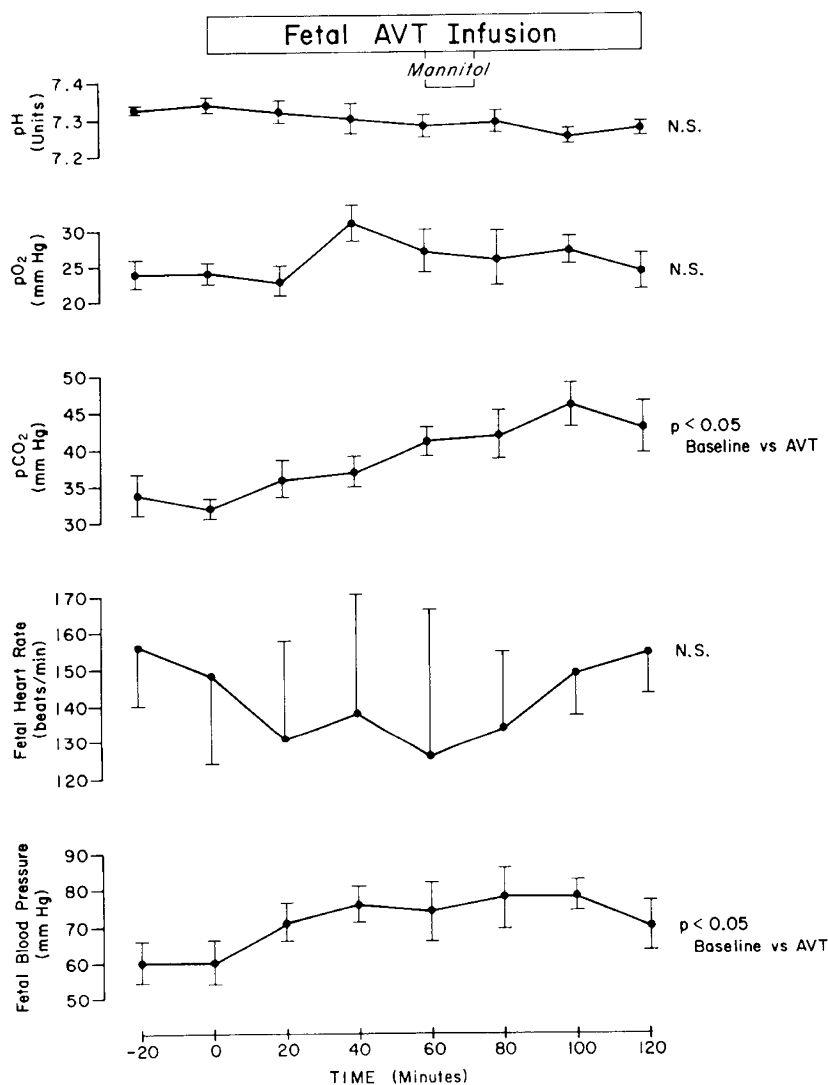 Fetal AVT Infusion
Mannitol
pH
(Units)
7.4
7.3
7.2
N.S.
pO2
(mm Hg)
30
25
20
N.S.
pCO2
(mm Hg)
50
45
40
35
30
p < 0.05
Baseline vs AVT
Fetal Heart Rate
(beats/min)
170
160
150
140
130
120
N.S.
Fetal Blood Pressure
(mm Hg)
90
80
70
60
50
p < 0.05
Baseline vs AVT
-20 0 20 40 60 80 100 120
TIME (Minutes)